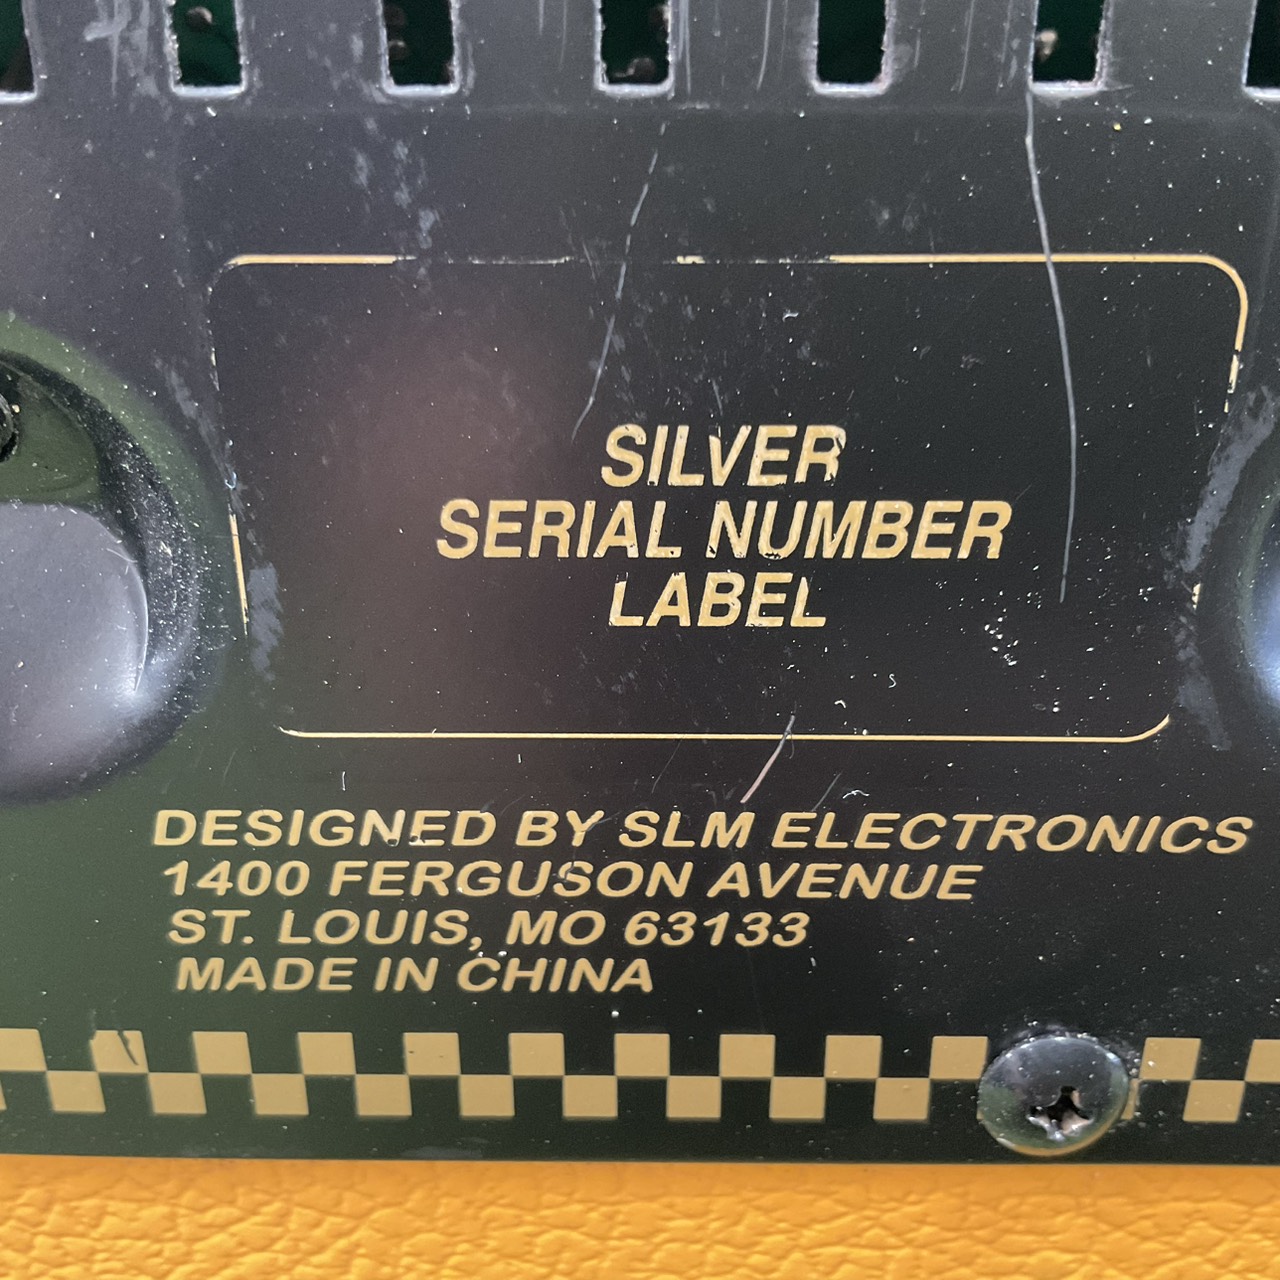 SILVER
SERIAL NUMBER
LABEL
DESIGNED BY SLM ELECTRONICS
1400 FERGUSON AVENUE
ST. LOUIS, MO 63133
MADE IN CHINA